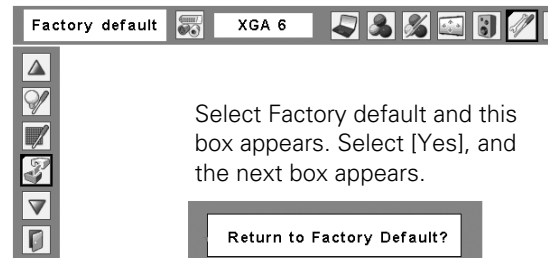 Factory default XGA 6
Select Factory default and this
box appears. Select [Yes], and
the next box appears.
Return to Factory Default?